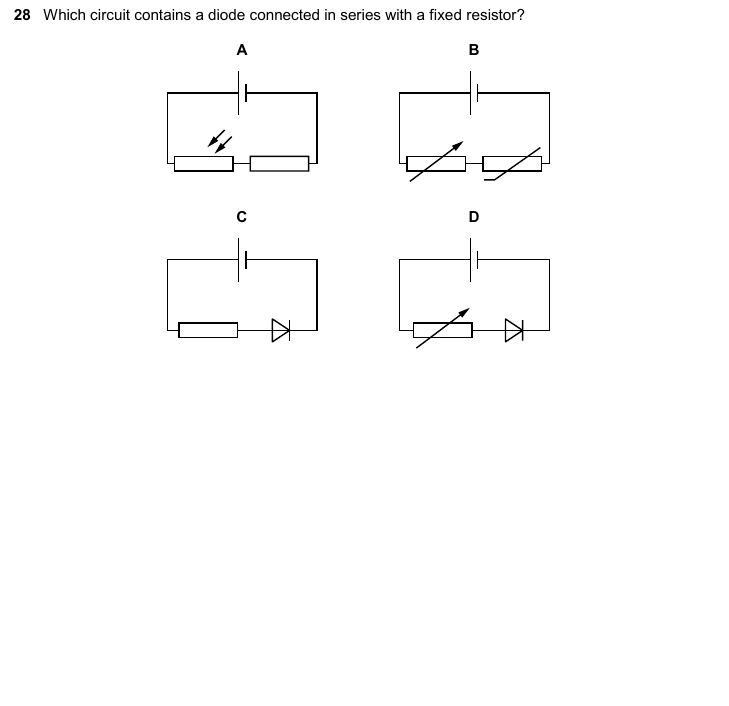 28 Which circuit contains a diode connected in series with a fixed resistor?
A B
C D